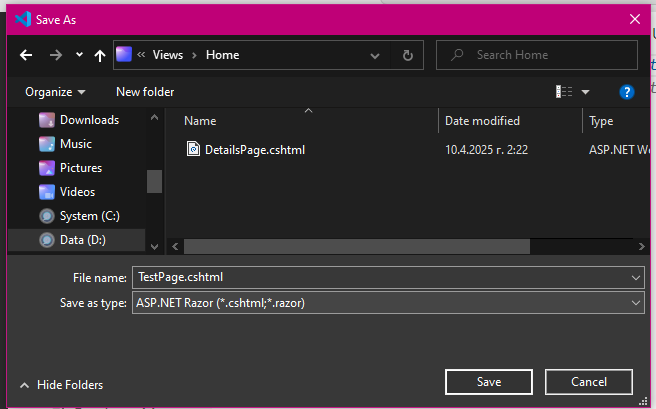 Save As
« Views › Home
Search Home
Organize
New folder
Downloads
Music
Pictures
Videos
System (C:)
Data (D:)
Name
Date modified
Type
DetailsPage.cshtml
10.4.2025 г. 2:22
ASP.NET We
File name: TestPage.cshtml
Save as type: ASP.NET Razor (*.cshtml;*.razor)
Hide Folders
Save
Cancel